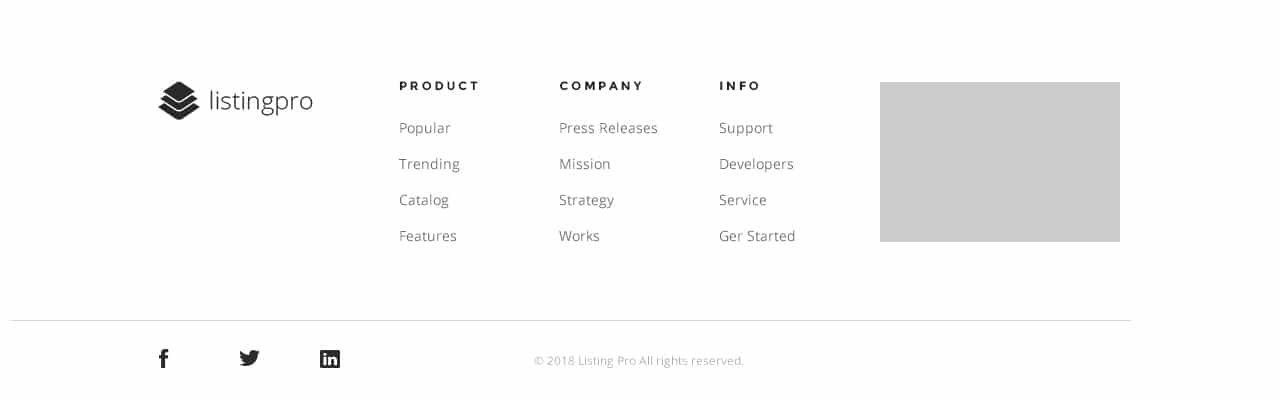 listingpro
PRODUCT
Popular
Trending
Catalog
Features
COMPANY
Press Releases
Mission
Strategy
Works
INFO
Support
Developers
Service
Ger Started
© 2018 Listing Pro All rights reserved.